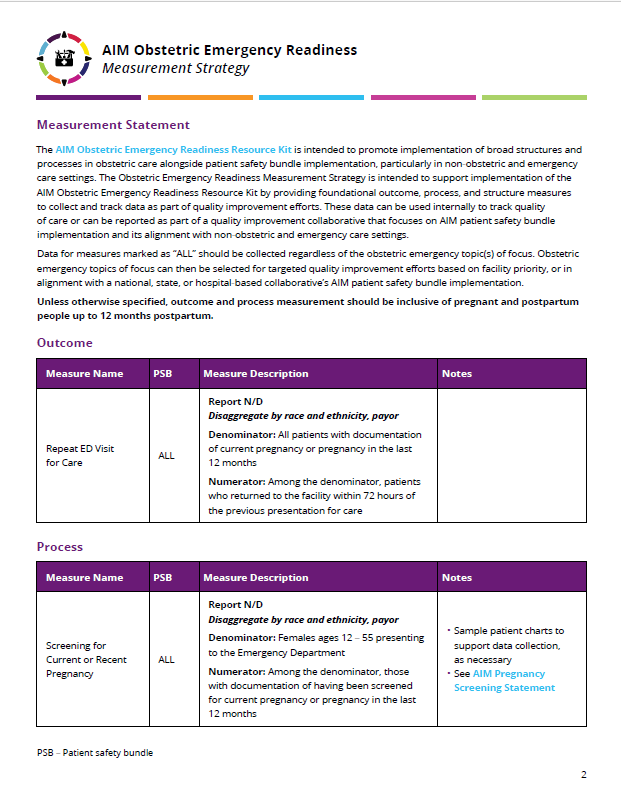 AIM Obstetric Emergency Readiness
Measurement Strategy
Measurement Statement
The AIM Obstetric Emergency Readiness Resource Kit is intended to promote implementation of broad structures and
processes in obstetric care alongside patient safety bundle implementation, particularly in non-obstetric and emergency
care settings. The Obstetric Emergency Readiness Measurement Strategy is intended to support implementation of the
AIM Obstetric Emergency Readiness Resource Kit by providing foundational outcome, process, and structure measures
to collect and track data as part of quality improvement efforts. These data can be used internally to track quality
of care or can be reported as part of a quality improvement collaborative that focuses on AIM patient safety bundle
implementation and its alignment with non-obstetric and emergency care settings.
Data for measures marked as “ALL” should be collected regardless of the obstetric emergency topic(s) of focus. Obstetric
emergency topics of focus can then be selected for targeted quality improvement efforts based on facility priority, or in
alignment with a national, state, or hospital-based collaborative’s AIM patient safety bundle implementation.
Unless otherwise specified, outcome and process measurement should be inclusive of pregnant and postpartum
people up to 12 months postpartum.
Outcome
Measure Name PSB Measure Description Notes
Repeat ED Visit
for Care
ALL
Report N/D
Disaggregate by race and ethnicity, payor
Denominator: All patients with documentation
of current pregnancy or pregnancy in the last
12 months
Numerator: Among the denominator, patients
who returned to the facility within 72 hours of
the previous presentation for care
Process
Measure Name PSB Measure Description Notes
Screening for
Current or Recent
Pregnancy
ALL
Report N/D
Disaggregate by race and ethnicity, payor
Denominator: Females ages 12 – 55 presenting
to the Emergency Department
Numerator: Among the denominator, those
with documentation of having been screened
for current pregnancy or pregnancy in the last
12 months
• Sample patient charts to
support data collection,
as necessary
• See AIM Pregnancy
Screening Statement
PSB – Patient safety bundle
2